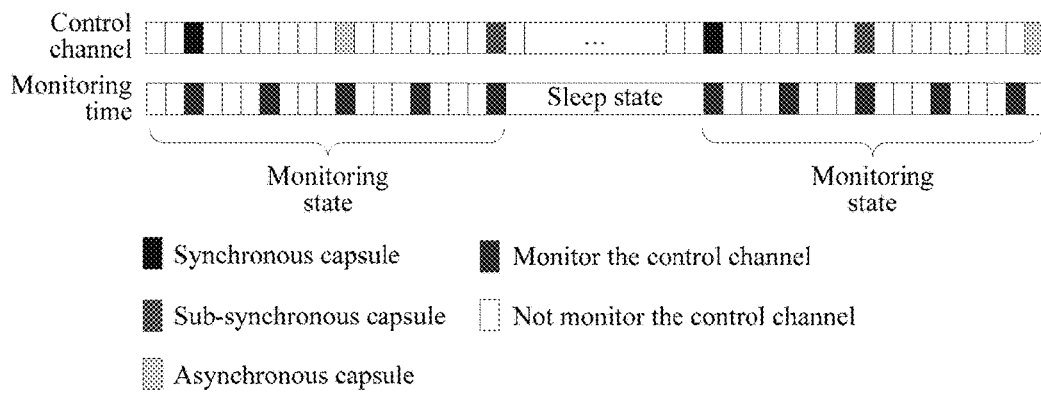 Control
channel
...
Monitoring
time
Sleep state
Monitoring
state
Monitoring
state
Synchronous capsule
Monitor the control channel
Sub-synchronous capsule
Not monitor the control channel
Asynchronous capsule